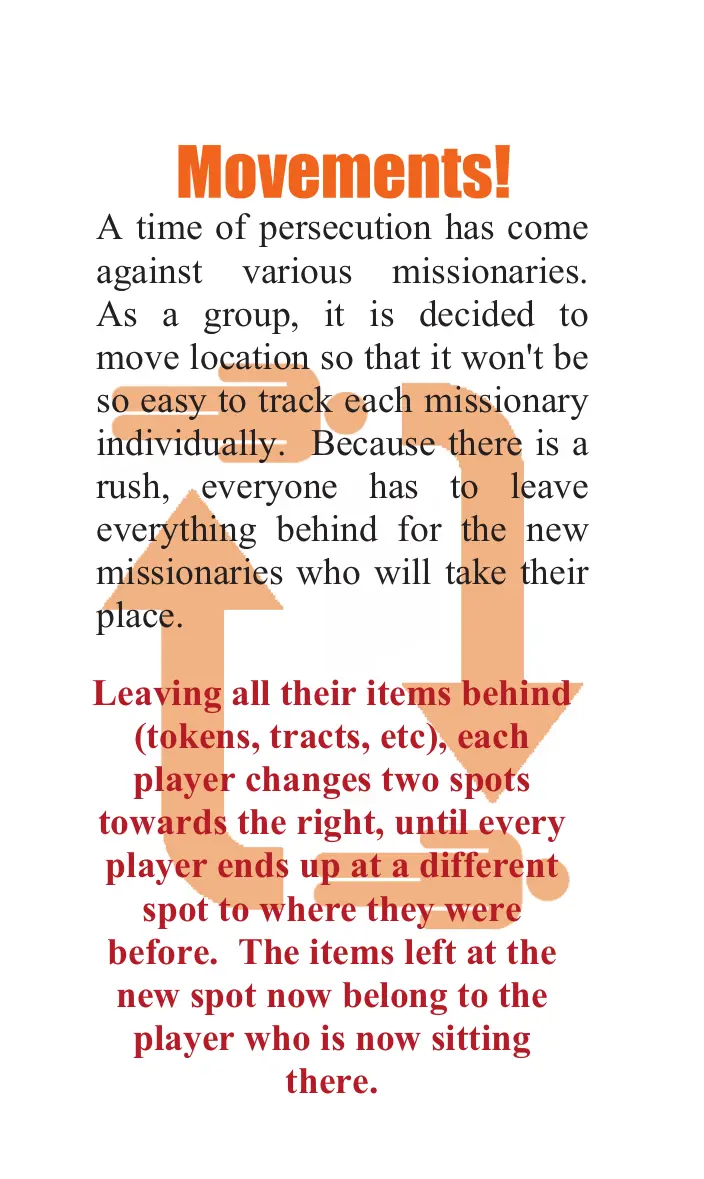 Movements!
A time of persecution has come
against various missionaries.
As a group, it is decided to
move location so that it won't be
so easy to track each missionary
individually.  Because there is a
rush, everyone has to leave
everything behind for the new
missionaries who will take their
place.
Leaving all their items behind
(tokens, tracts, etc), each
player changes two spots
towards the right, until every
player ends up at a different
spot to where they were
before.  The items left at the
new spot now belong to the
player who is now sitting
there.